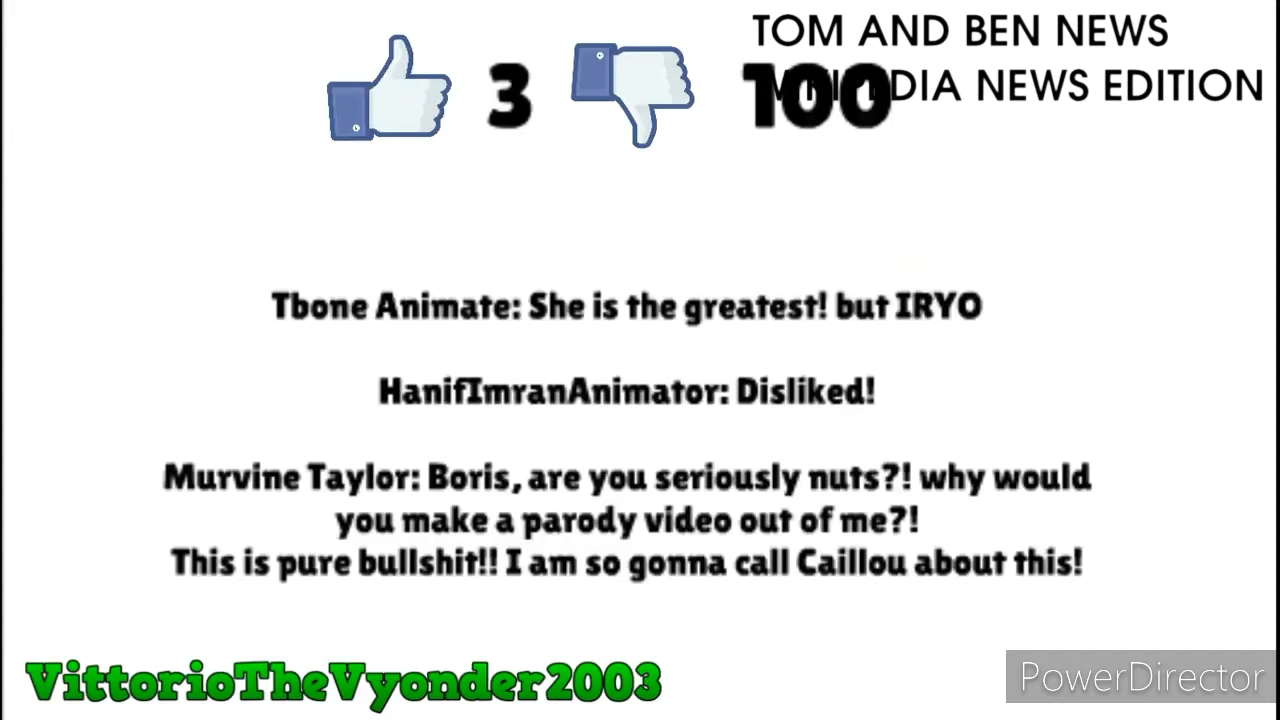 TOM AND BEN NEWS
WIKIPEDIA NEWS EDITION
3
100
Tbone Animate: She is the greatest! but IRYO
HanifImranAnimator: Disliked!
Murvine Taylor: Boris, are you seriously nuts?! why would
you make a parody video out of me?!
This is pure bullshit!! I am so gonna call Caillou about this!
VittorioTheVyonder2003
PowerDirector